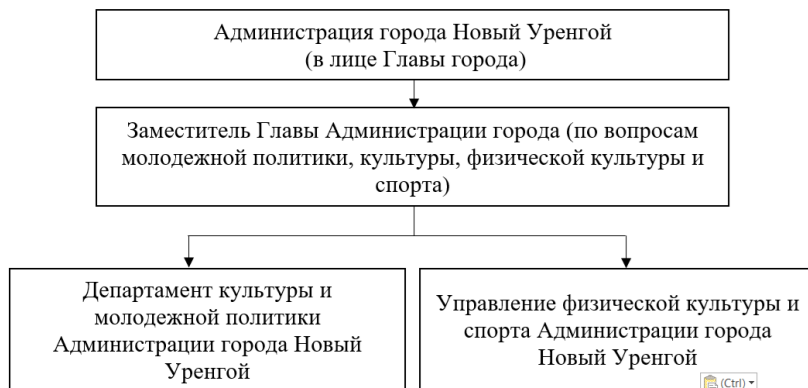 Администрация города Новый Уренгой
(в лице Главы города)
Заместитель Главы Администрации города (по вопросам
молодежной политики, культуры, физической культуры и
спорта)
Департамент культуры и
молодежной политики
Администрации города Новый
Уренгой
Управление физической культуры и
спорта Администрации города
Новый Уренгой
(Ctrl)